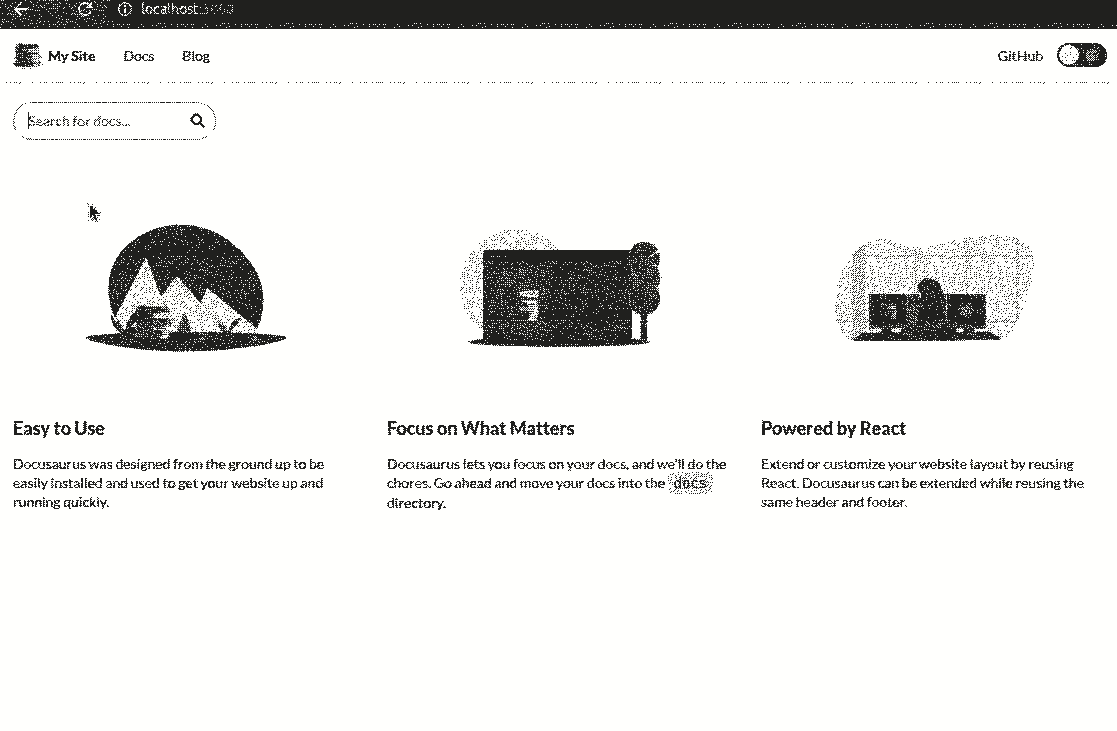 localhost:3000
My Site Docs Blog GitHub
Search for docs...
Easy to Use
Docusaurus was designed from the ground up to be
easily installed and used to get your website up and
running quickly.
Focus on What Matters
Docusaurus lets you focus on your docs, and we'll do the
chores. Go ahead and move your docs into the docs
directory.
Powered by React
Extend or customize your website layout by reusing
React. Docusaurus can be extended while reusing the
same header and footer.